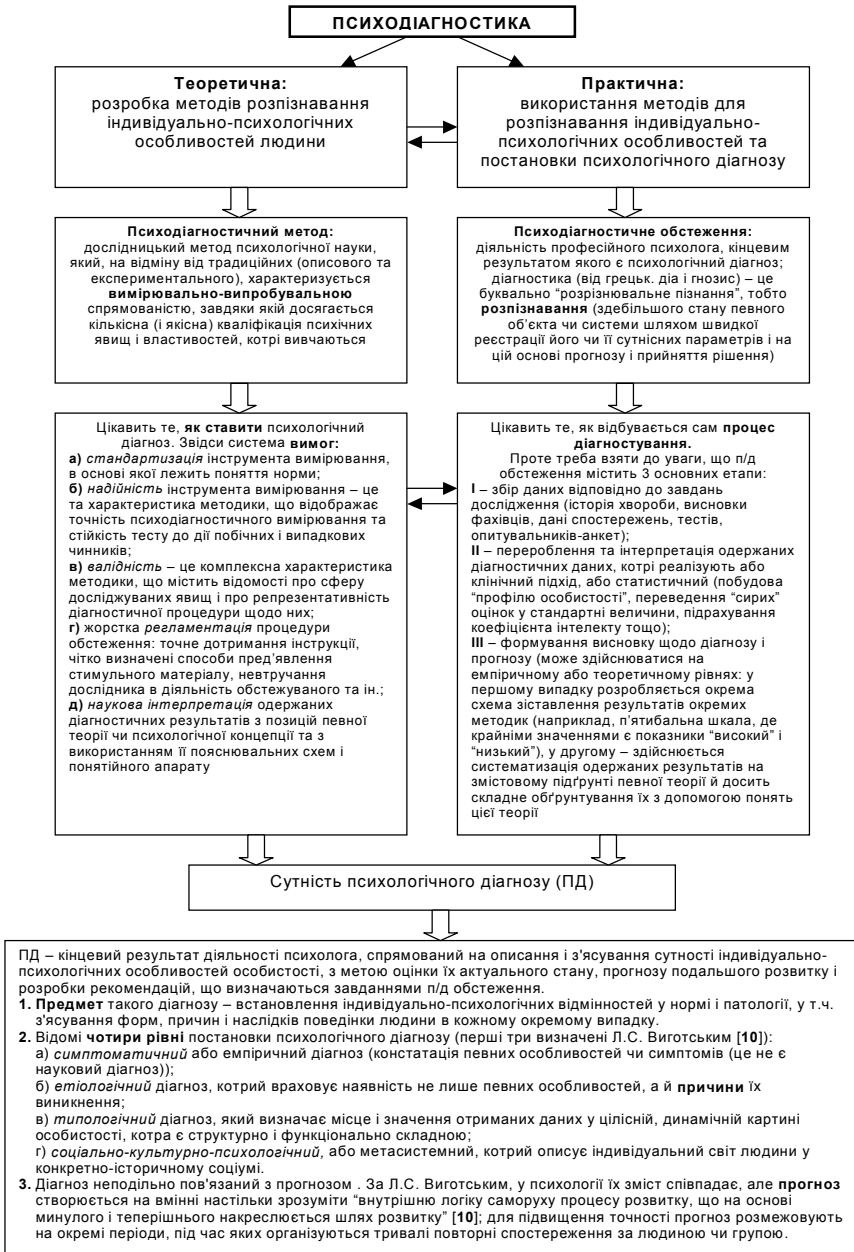 ПСИХОДІАГНОСТИКА
Теоретична:
розробка методів розпізнавання
індивідуально-психологічних
особливостей людини
Практична:
використання методів для
розпізнавання індивідуально-
психологічних особливостей та
постановки психологічного діагнозу
Психодіагностичний метод:
дослідницький метод психологічної науки,
який, на відміну від традиційних (описового та
експериментального), характеризується
вимірювально-випробувальною
спрямованістю, завдяки якій досягається
кількісна (і якісна) кваліфікація психічних
явищ і властивостей, котрі вивчаються
Психодіагностичне обстеження:
діяльність професійного психолога, кінцевим
результатом якого є психологічний діагноз;
діагностика (від грецьк. діа і гнозис) – це
буквально “розрізнювальне пізнання”, тобто
розпізнавання (здебільшого стану певного
об’єкта чи системи шляхом швидкої
реєстрації його чи її сутнісних параметрів і на
цій основі прогнозу і прийняття рішення)
Цікавить те, як ставити психологічний
діагноз. Звідси система вимог:
а) стандартизація інструмента вимірювання,
в основі якої лежить поняття норми;
б) надійність інструмента вимірювання – це
та характеристика методики, що відображає
точність психодіагностичного вимірювання та
стійкість тесту до дії побічних і випадкових
чинників;
в) валідність – це комплексна характеристика
методики, що містить відомості про сферу
досліджуваних явищ і про репрезентативність
діагностичної процедури щодо них;
г) жорстка регламентація процедури
обстеження: точне дотримання інструкції,
чітко визначені способи пред’явлення
стимульного матеріалу, невтручання
дослідника в діяльність обстежуваного та ін.;
д) наукова інтерпретація одержаних
діагностичних результатів з позицій певної
теорії чи психологічної концепції та з
використанням її пояснювальних схем і
понятійного апарату
Цікавить те, як відбувається сам процес
діагностування.
Проте треба взяти до уваги, що п/д
обстеження містить 3 основних етапи:
І – збір даних відповідно до завдань
дослідження (історія хвороби, висновки
фахівців, дані спостережень, тестів,
опитувальників-анкет);
ІІ – перероблення та інтерпретація одержаних
діагностичних даних, котрі реалізують або
клінічний підхід, або статистичний (побудова
“профілю особистості”, переведення “сирих”
оцінок у стандартні величини, підрахування
коефіцієнта інтелекту тощо);
ІІІ – формування висновку щодо діагнозу і
прогнозу (може здійснюватися на
емпіричному або теоретичному рівнях: у
першому випадку розробляється окрема
схема зіставлення результатів окремих
методик (наприклад, п’ятибальна шкала, де
крайніми значеннями є показники “високий” і
“низький”), у другому – здійснюється
систематизація одержаних результатів на
змістовому підґрунті певної теорії й досить
складне обґрунтування їх з допомогою понять
цієї теорії
Сутність психологічного діагнозу (ПД)
ПД – кінцевий результат діяльності психолога, спрямований на описання і з'ясування сутності індивідуально-
психологічних особливостей особистості, з метою оцінки їх актуального стану, прогнозу подальшого розвитку і
розробки рекомендацій, що визначаються завданнями п/д обстеження.
1. Предмет такого діагнозу – встановлення індивідуально-психологічних відмінностей у нормі і патології, у т.ч.
з'ясування форм, причин і наслідків поведінки людини в кожному окремому випадку.
2. Відомі чотири рівні постановки психологічного діагнозу (перші три визначені Л.С. Виготським [10]):
а) симптоматичний або емпіричний діагноз (констатація певних особливостей чи симптомів (це не є
науковий діагноз));
б) етіологічний діагноз, котрий враховує наявність не лише певних особливостей, а й причини їх
виникнення;
в) типологічний діагноз, який визначає місце і значення отриманих даних у цілісній, динамічній картині
особистості, котра є структурно і функціонально складною;
г) соціально-культурно-психологічний, або метасистемний, котрий описує індивідуальний світ людини у
конкретно-історичному соціумі.
3. Діагноз неподільно пов'язаний з прогнозом . За Л.С. Виготським, у психології їх зміст співпадає, але прогноз
створюється на вмінні настільки зрозуміти “внутрішню логіку саморуху процесу розвитку, що на основі
минулого і теперішнього накреслюється шлях розвитку” [10]; для підвищення точності прогноз розмежовують
на окремі періоди, під час яких організуються тривалі повторні спостереження за людиною чи групою.